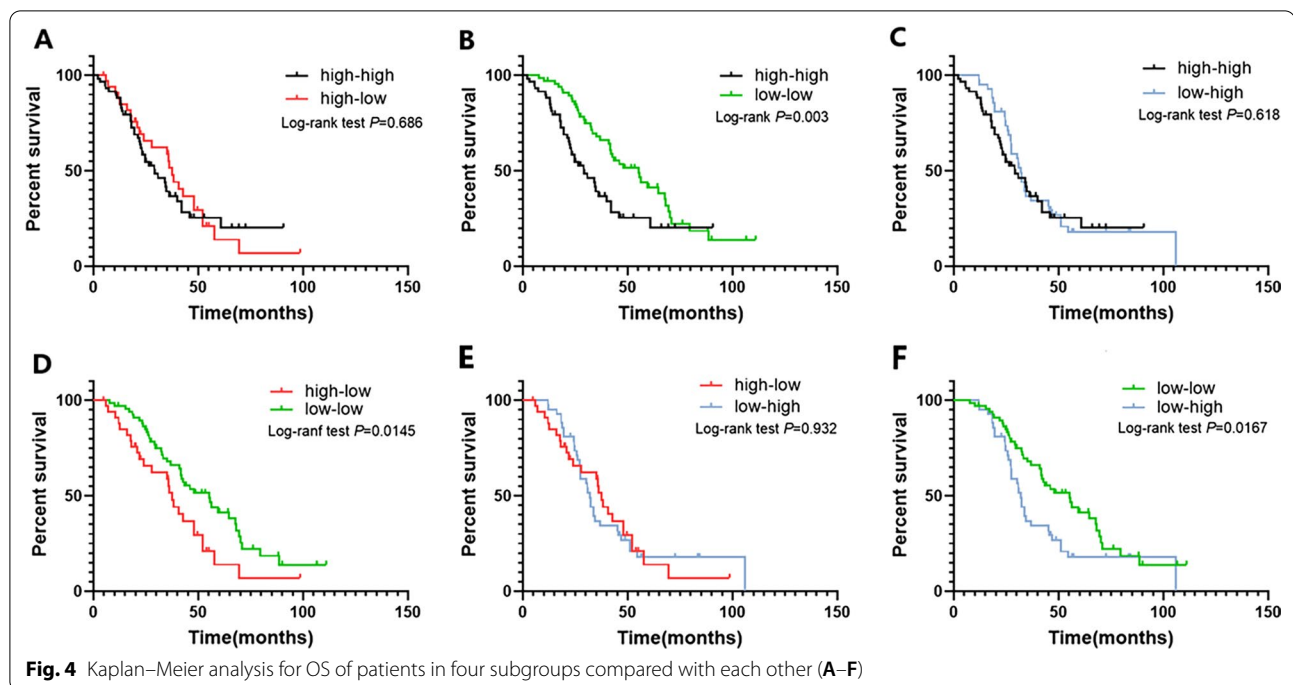 A
Percent survival
100
50
0
high-high
high-low
Log-rank test P=0.686
0 50 100 150
Time(months)
B
Percent survival
100
50
0
high-high
low-low
Log-rank P=0.003
0 50 100 150
Time(months)
C
Percent survival
100
50
0
high-high
low-high
Log-rank test P=0.618
0 50 100 150
Time(months)
D
Percent survival
100
50
0
high-low
low-low
Log-ranf test P=0.0145
0 50 100 150
Time(months)
E
Percent survival
100
50
0
high-low
low-high
Log-rank test P=0.932
0 50 100 150
Time(months)
F
Percent survival
100
50
0
low-low
low-high
Log-rank test P=0.0167
0 50 100 150
Time(months)
Fig. 4 Kaplan–Meier analysis for OS of patients in four subgroups compared with each other (A–F)